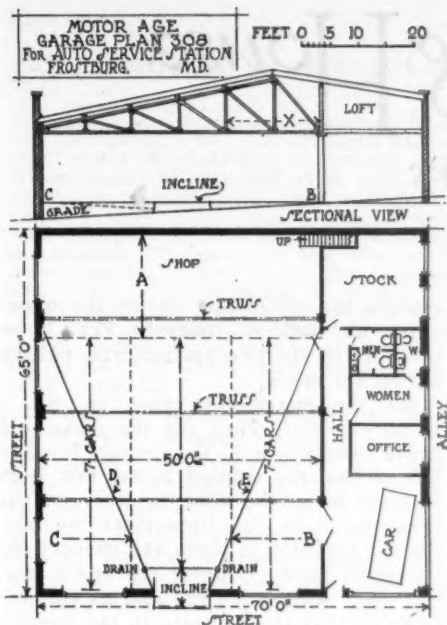 MOTOR AGE
GARAGE PLAN 308
FOR AUTO SERVICE STATION
FROSTBURG. MD.
FEET 0 5 10 20
X
LOFT
C
INCLINE
B
GRADE
SECTIONAL VIEW
UP
A
SHOP
STOCK
TRUSS
MEN
W
WOMEN
TRUSS
65'0"
STREET
7-CARS
50'0"
7-CARS
HALL
OFFICE
ALLEY
D
E
C
B
CAR
DRAIN
DRAIN
INCLINE
70'0"
STREET